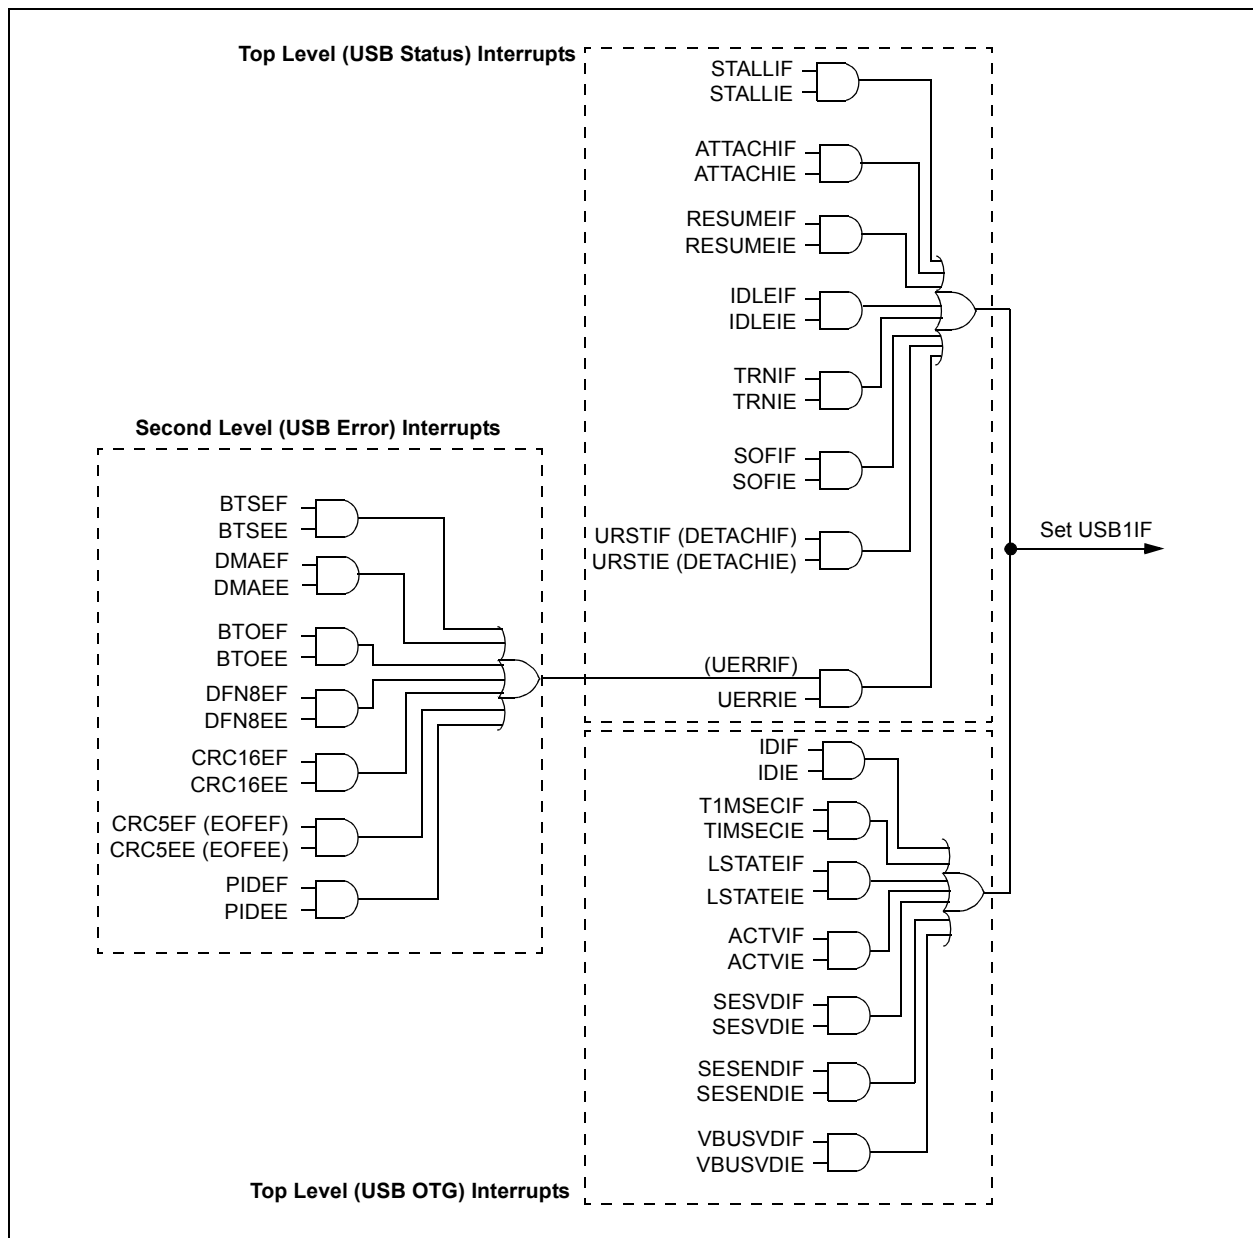 Top Level (USB Status) Interrupts
STALLIF
STALLIE
ATTACHIF
ATTACHIE
RESUMEIF
RESUMEIE
IDLEIF
IDLEIE
TRNIF
TRNIE
SOFIF
SOFIE
URSTIF (DETACHIF)
URSTIE (DETACHIE)
(UERRIF)
UERRIE
Second Level (USB Error) Interrupts
BTSEF
BTSEE
DMAEF
DMAEE
BTOEF
BTOEE
DFN8EF
DFN8EE
CRC16EF
CRC16EE
CRC5EF (EOFEF)
CRC5EE (EOFEE)
PIDEF
PIDEE
Set USB1IF
IDIF
IDIE
T1MSECIF
TIMSECIE
LSTATEIF
LSTATEIE
ACTVIF
ACTVIE
SESVDIF
SESVDIE
SESENDIF
SESENDIE
VBUSVDIF
VBUSVDIE
Top Level (USB OTG) Interrupts